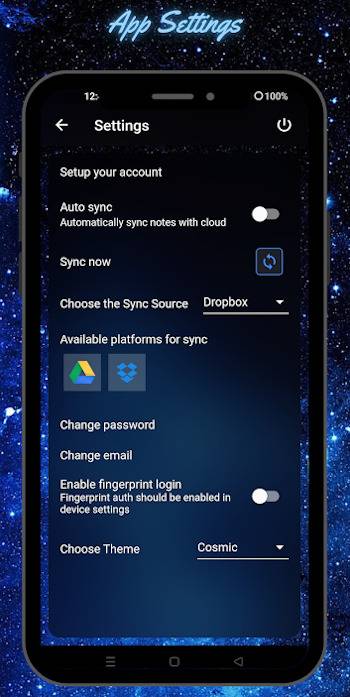 App Settings
12:
100%
Settings
Setup your account
Auto sync
Automatically sync notes with cloud
Sync now
Choose the Sync Source
Dropbox
Available platforms for sync
Change password
Change email
Enable fingerprint login
Fingerprint auth should be enabled in
device settings
Choose Theme
Cosmic